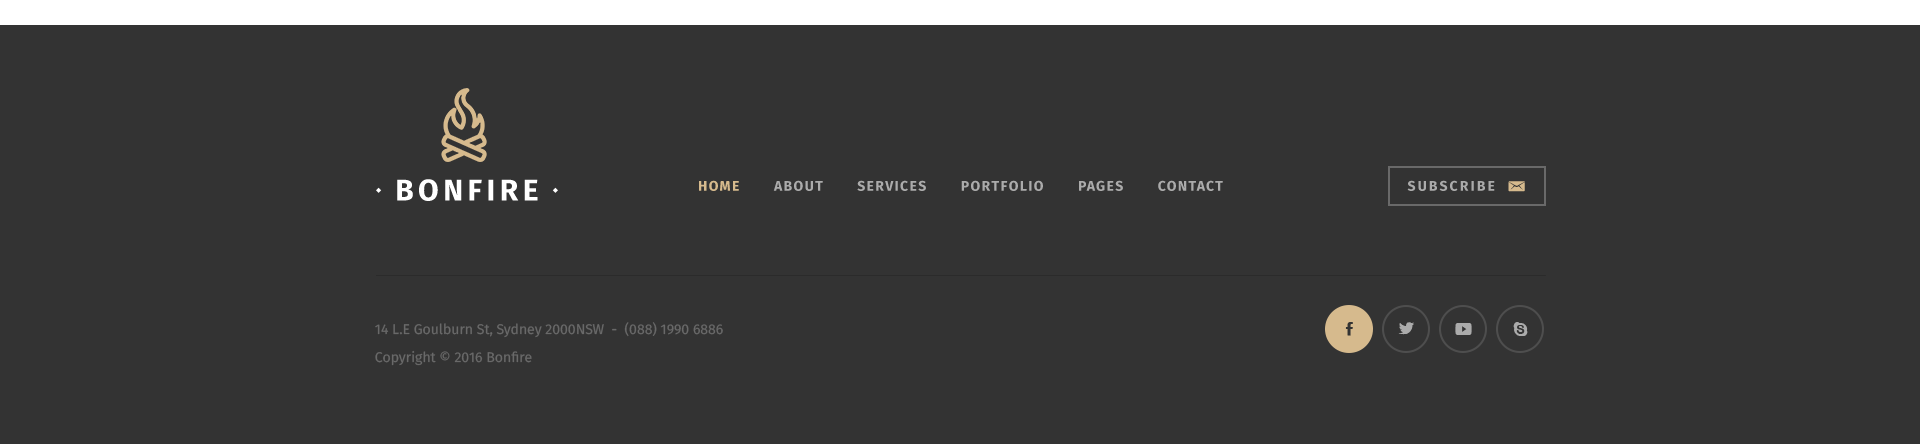 BONFIRE
HOME ABOUT SERVICES PORTFOLIO PAGES CONTACT
SUBSCRIBE
14 L.E Goulburn St, Sydney 2000NSW - (088) 1990 6886
Copyright © 2016 Bonfire